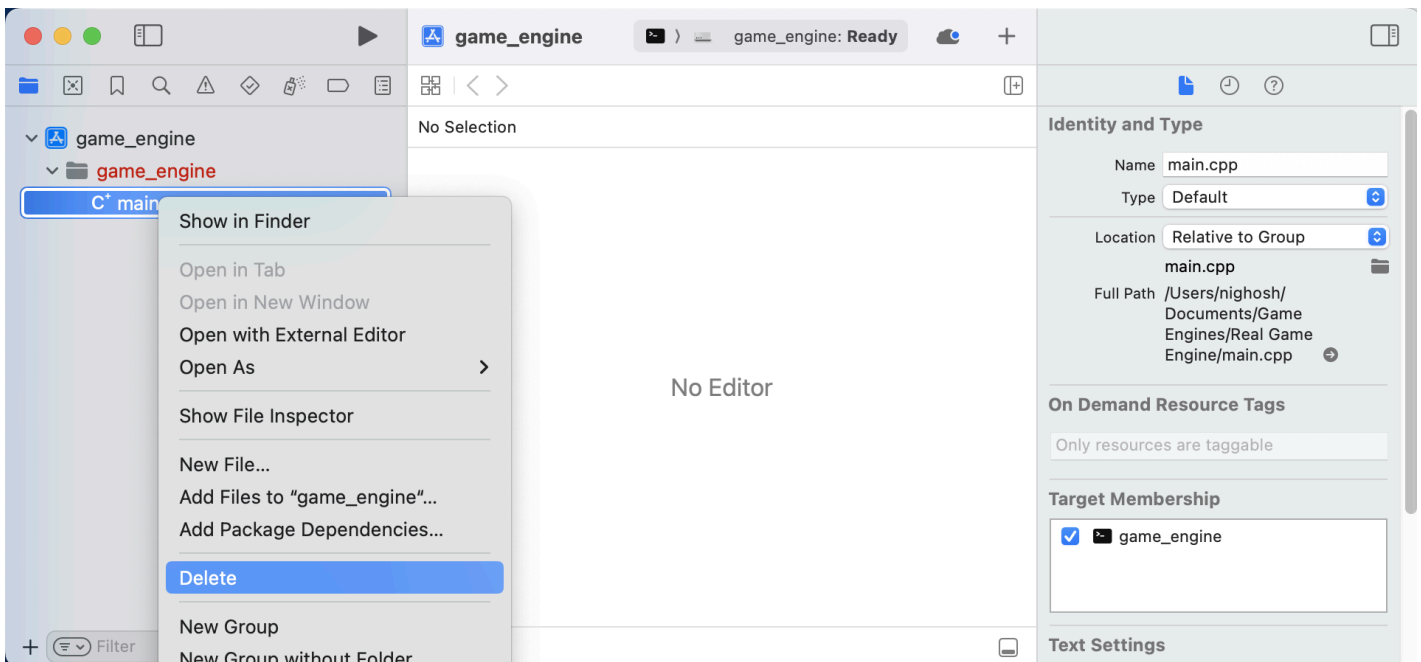 game_engine
game_engine: Ready
No Selection
game_engine
game_engine
C+ main
Show in Finder
Open in Tab
Open in New Window
Open with External Editor
Open As
Show File Inspector
New File...
Add Files to “game_engine“...
Add Package Dependencies...
Delete
New Group
New Group without Folder
Filter
No Editor
Identity and Type
Name main.cpp
Type Default
Location Relative to Group
main.cpp
Full Path /Users/nighosh/
Documents/Game
Engines/Real Game
Engine/main.cpp
On Demand Resource Tags
Only resources are taggable
Target Membership
game_engine
Text Settings